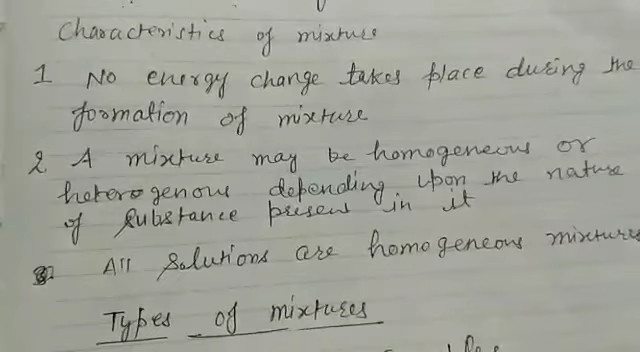 Characteristics of mixture
1 No energy change takes place during the
formation of mixture
2 A mixture may be homogeneous or
heterogenous depending upon the nature
of substance present in it
All solutions are homogeneous mixtures
Types of mixtures